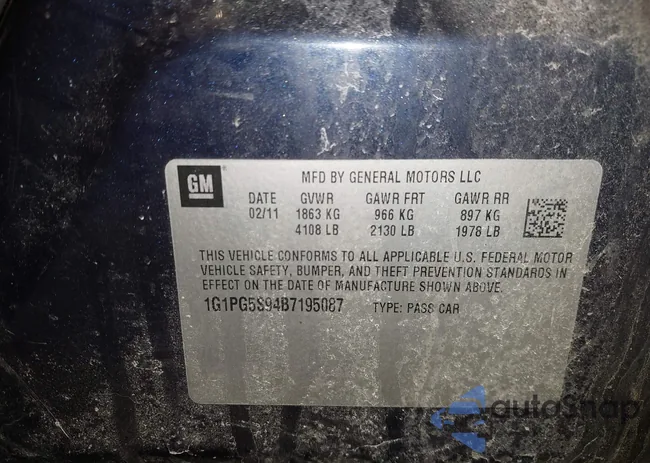 GM
MFD BY GENERAL MOTORS LLC
DATE GVWR GAWR FRT GAWR RR
02/11 1863 KG 966 KG 897 KG
4108 LB 2130 LB 1978 LB
THIS VEHICLE CONFORMS TO ALL APPLICABLE U.S. FEDERAL MOTOR
VEHICLE SAFETY, BUMPER, AND THEFT PREVENTION STANDARDS IN
EFFECT ON THE DATE OF MANUFACTURE SHOWN ABOVE.
1G1PG5S94B7195087 TYPE: PASS CAR
autoSnap